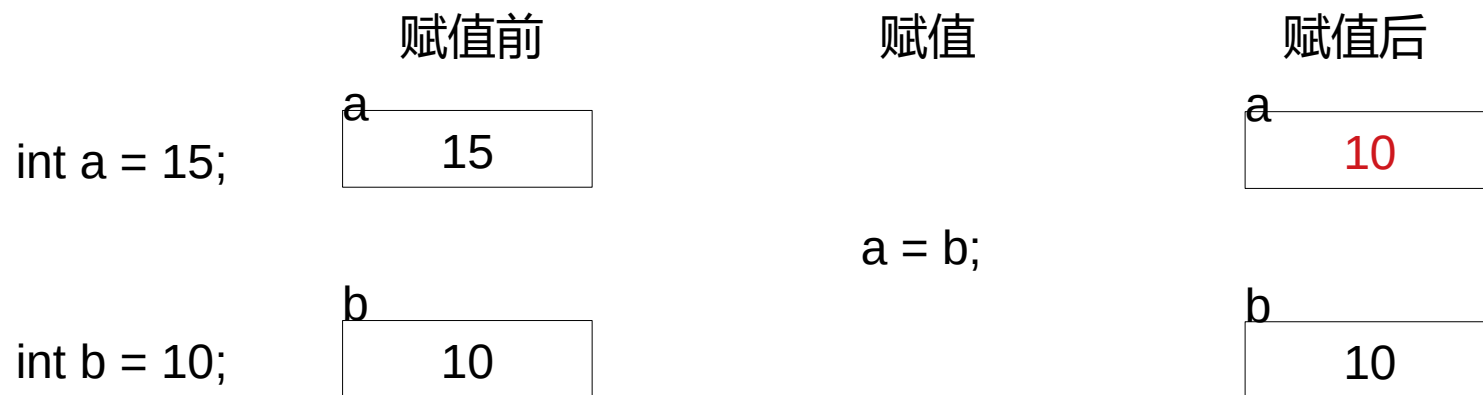 赋值前 赋值 赋值后
a a
int a = 15; 15 10
a = b;
b b
int b = 10; 10 10